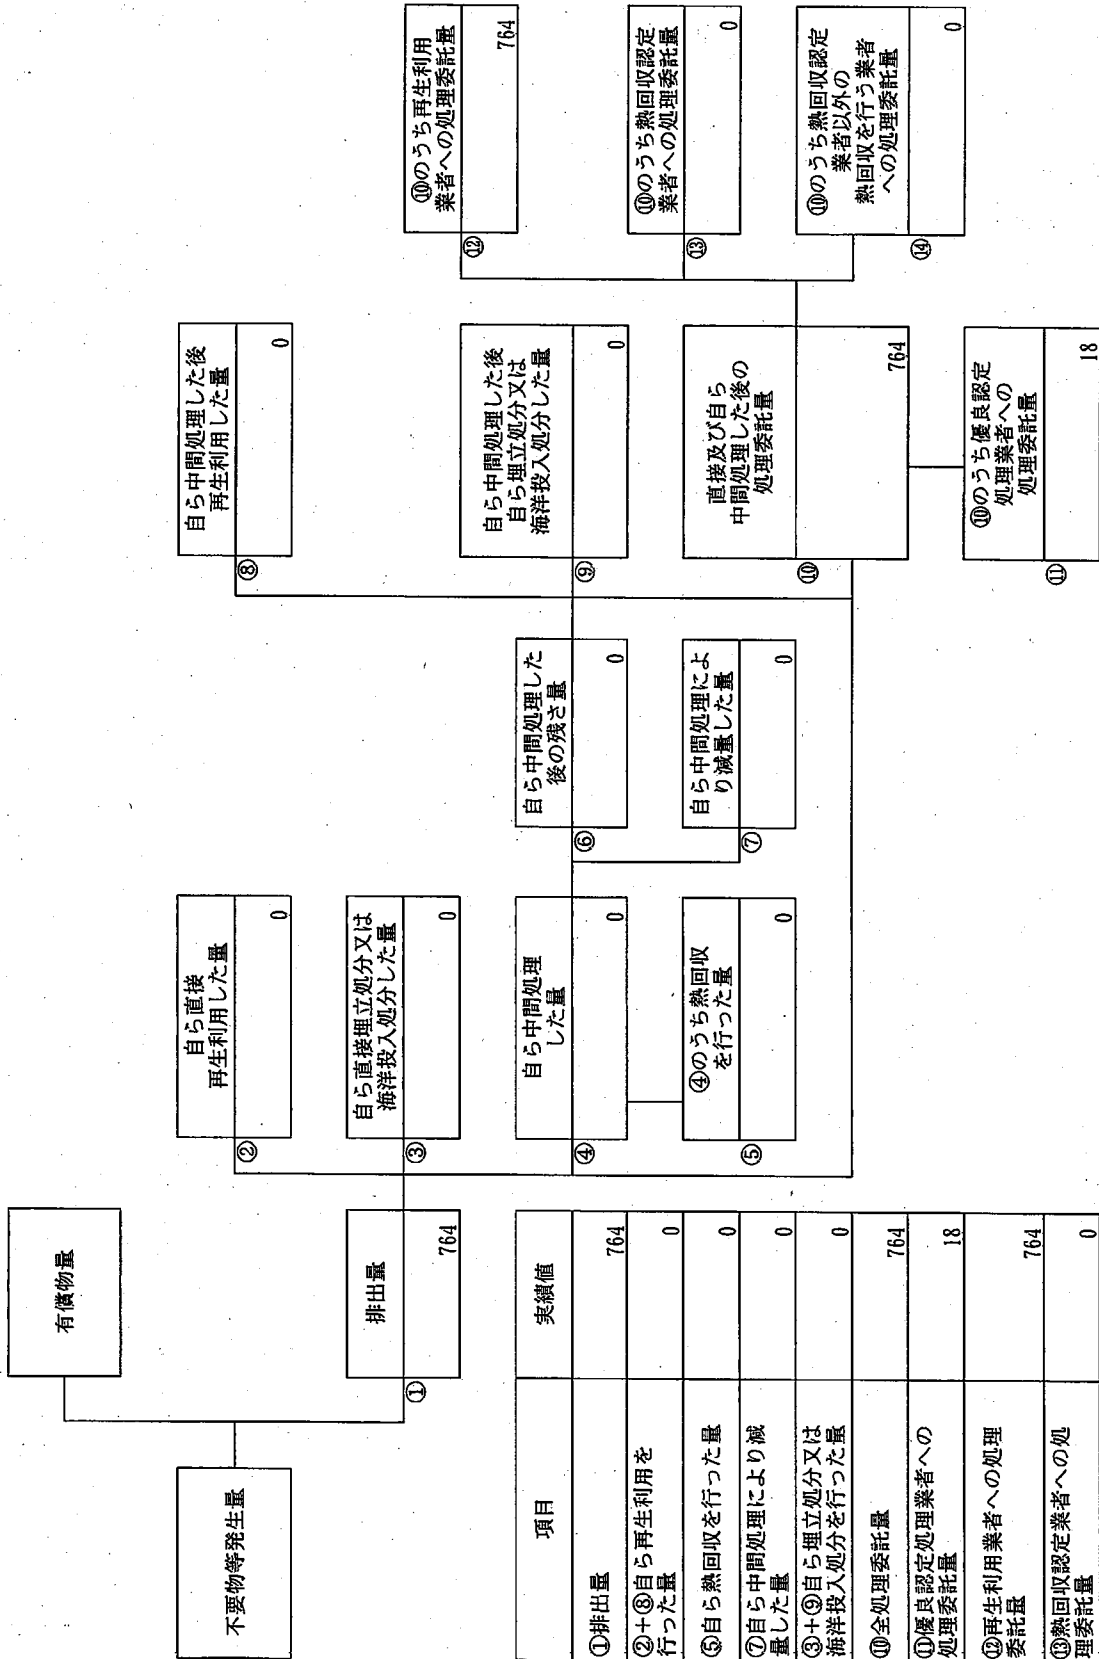 不要物等発生量
有償物量
排出量
①
764
自ら直接
再生利用した量
②
0
自ら直接埋立処分又は
海洋投入処分した量
③
0
自ら中間処理
した量
④
0
④のうち熱回収
を行った量
⑤
0
自ら中間処理した
後の残さ量
⑥
0
自ら中間処理によ
り減量した量
⑦
0
自ら中間処理した後
再生利用した量
⑧
0
自ら中間処理した後
自ら埋立処分又は
海洋投入処分した量
⑨
0
直接及び自ら
中間処理した後の
処理委託量
⑩
764
⑩のうち優良認定
処理業者への
処理委託量
⑪
18
⑩のうち再生利用
業者への処理委託量
⑫
764
⑩のうち熱回収認定
業者への処理委託量
⑬
0
⑩のうち熱回収認定
業者以外の
熱回収を行う業者
への処理委託量
⑭
0
項目 実績値
①排出量 764
②+⑧自ら再生利用を
行った量 0
⑤自ら熱回収を行った量 0
⑦自ら中間処理により減
量した量 0
③+⑨自ら埋立処分又は
海洋投入処分を行った量 0
⑩全処理委託量 764
⑪優良認定処理業者への
処理委託量 18
⑫再生利用業者への処理
委託量 764
⑬熱回収認定業者への処
理委託量 0